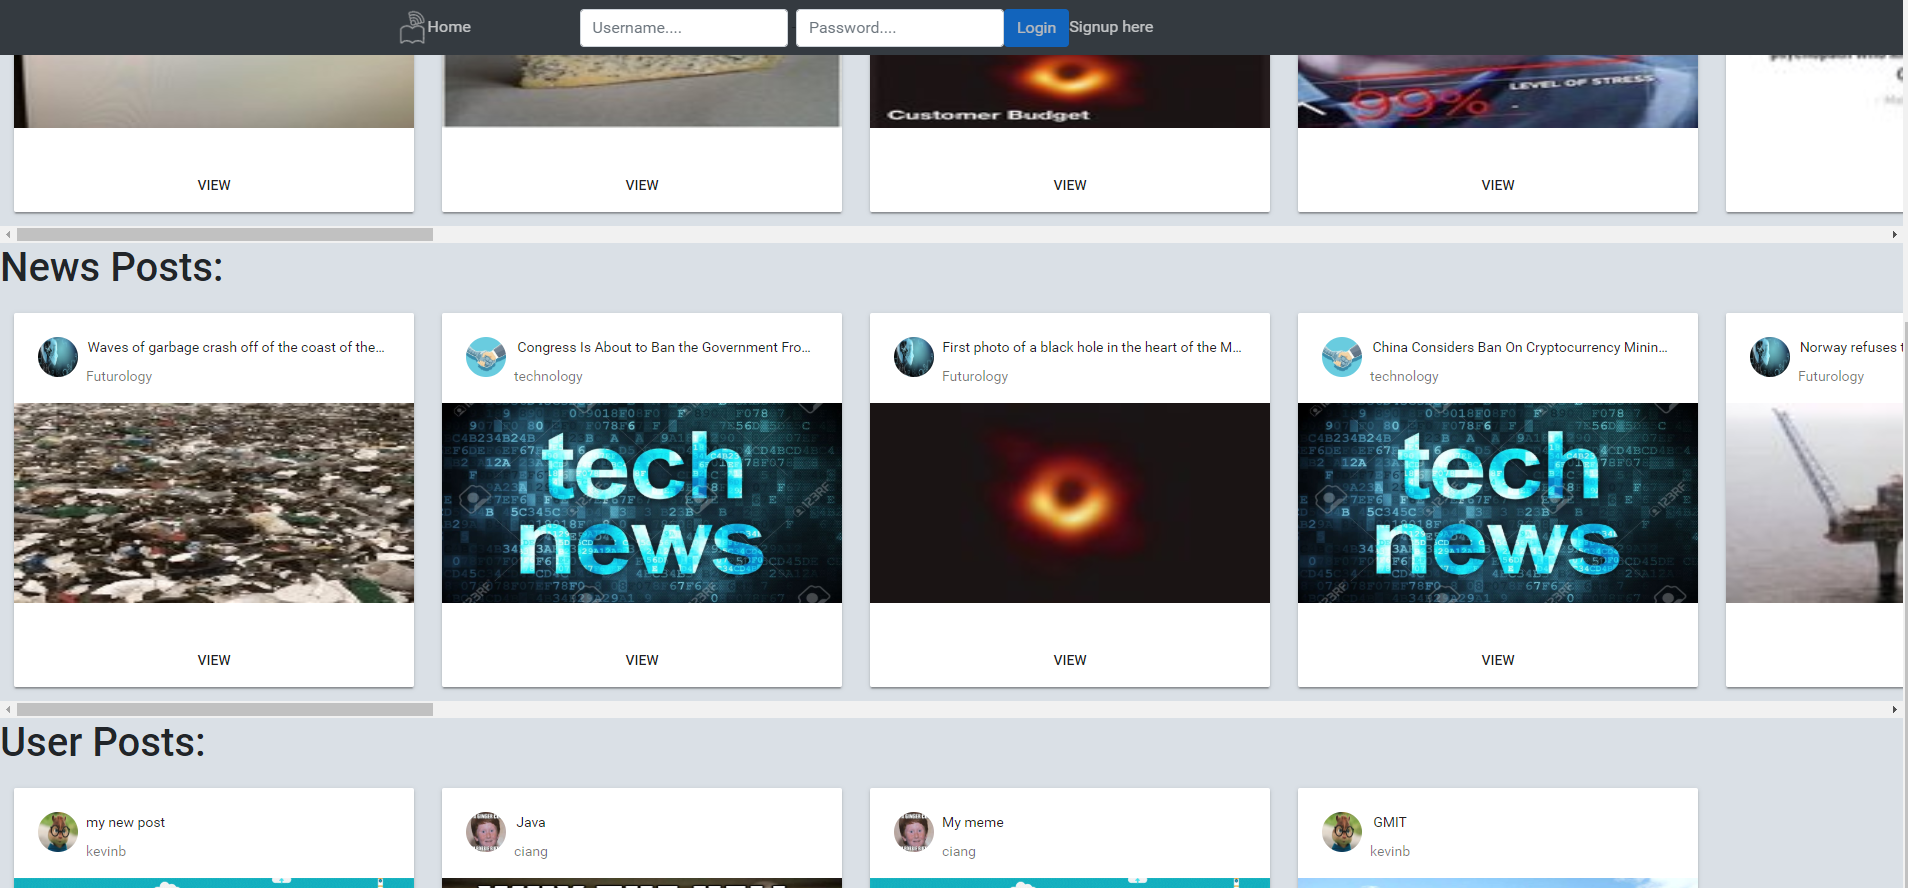 Home
Username....
Password....
Login
Signup here
Customer Budget
99%
LEVEL OF STRESS
VIEW
VIEW
VIEW
VIEW
News Posts:
Waves of garbage crash off of the coast of the...
Futurology
Congress Is About to Ban the Government Fro...
technology
First photo of a black hole in the heart of the M...
Futurology
China Considers Ban On Cryptocurrency Minin...
technology
Norway refuses t
Futurology
tech
news
tech
news
VIEW
VIEW
VIEW
VIEW
User Posts:
my new post
kevinb
Java
ciang
My meme
ciang
GMIT
kevinb